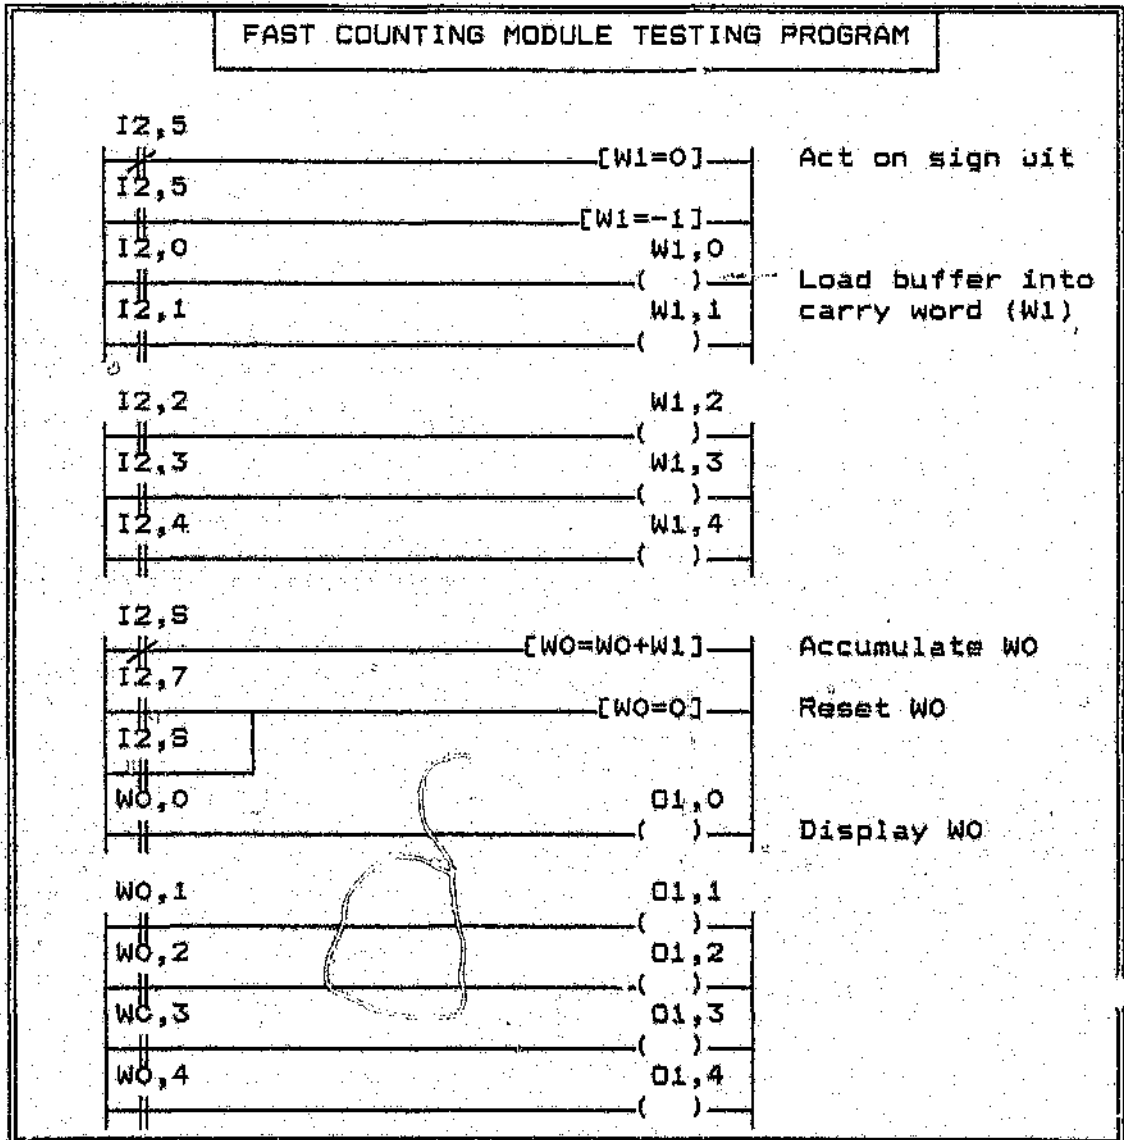 FAST COUNTING MODULE TESTING PROGRAM
I2,5
[W1=0] Act on sign uit
I2,5
[W1=-1]
I2,0 W1,0
( ) Load buffer into
I2,1 W1,1 carry word (W1)
( )
I2,2 W1,2
( )
I2,3 W1,3
( )
I2,4 W1,4
( )
I2,S
[W0=W0+W1] Accumulate W0
I2,7
[W0=0] Reset W0
I2,S
W0,0 O1,0
( ) Display W0
W0,1 O1,1
( )
W0,2 O1,2
( )
W0,3 O1,3
( )
W0,4 O1,4
( )